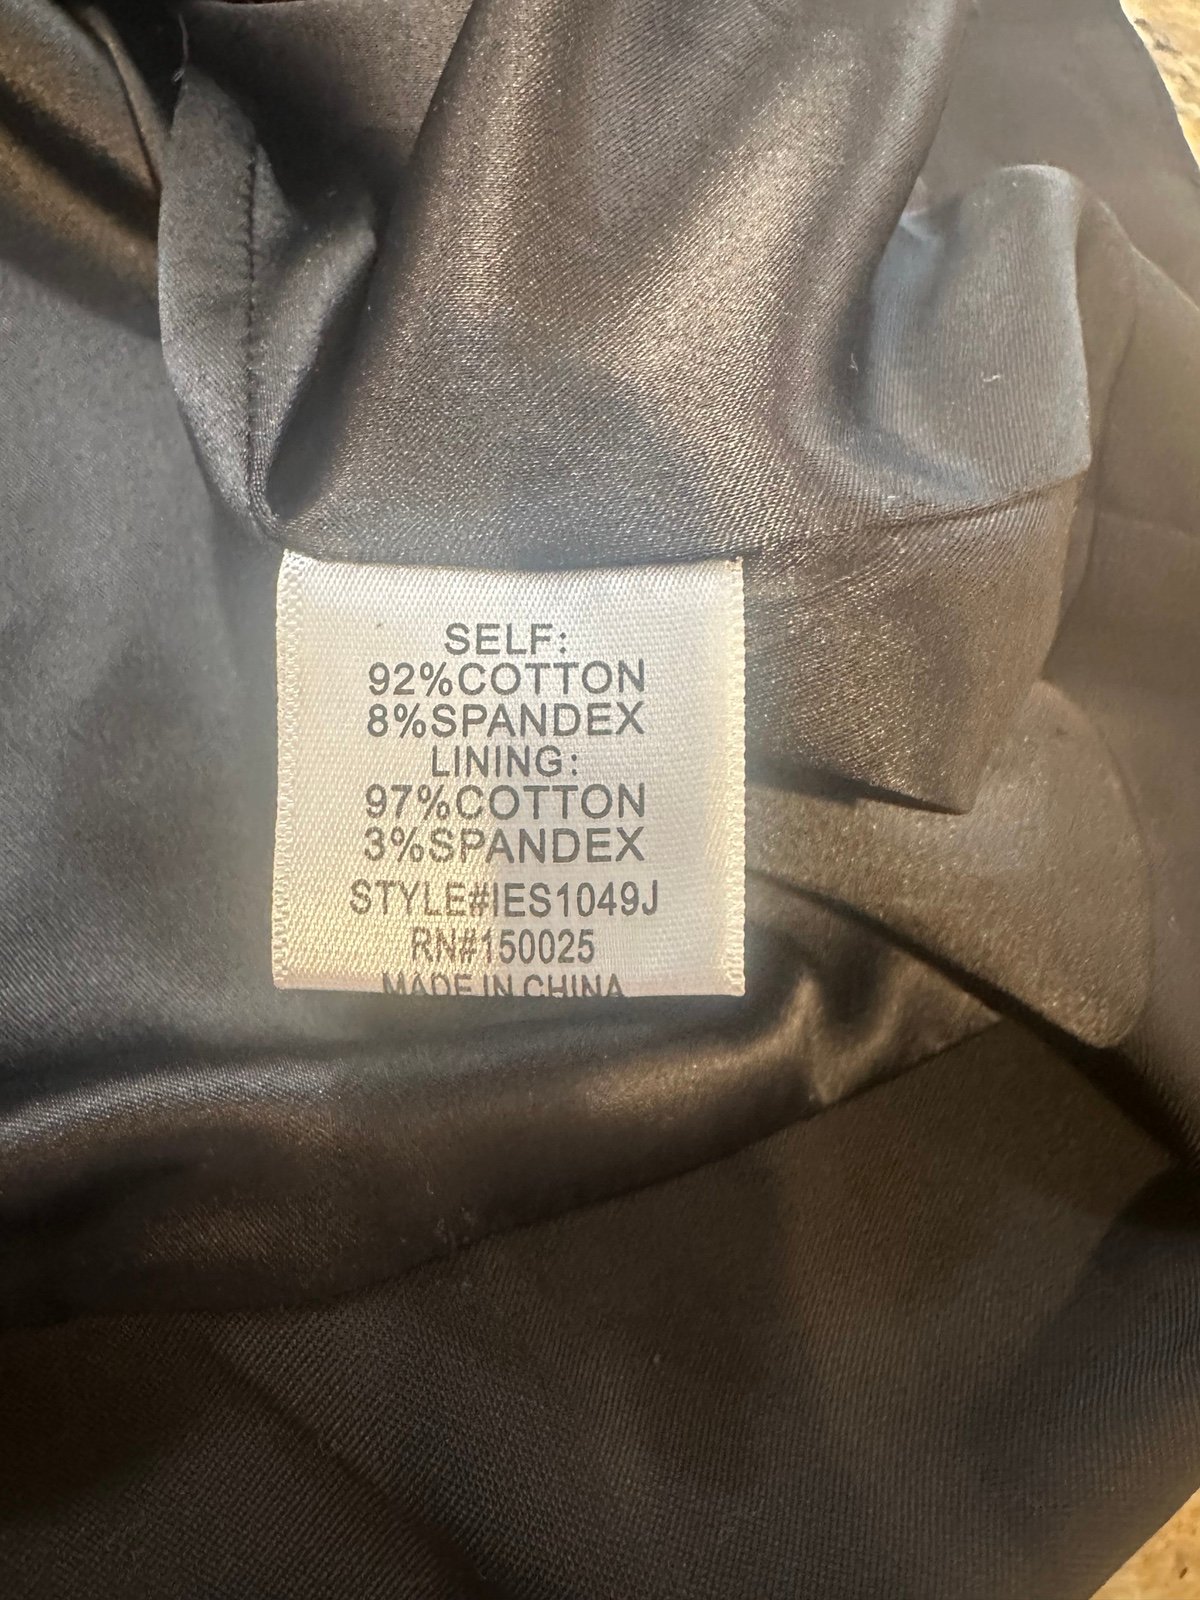 SELF:
92%COTTON
8%SPANDEX
LINING:
97%COTTON
3%SPANDEX
STYLE#IES1049J
RN#150025
MADE IN CHINA